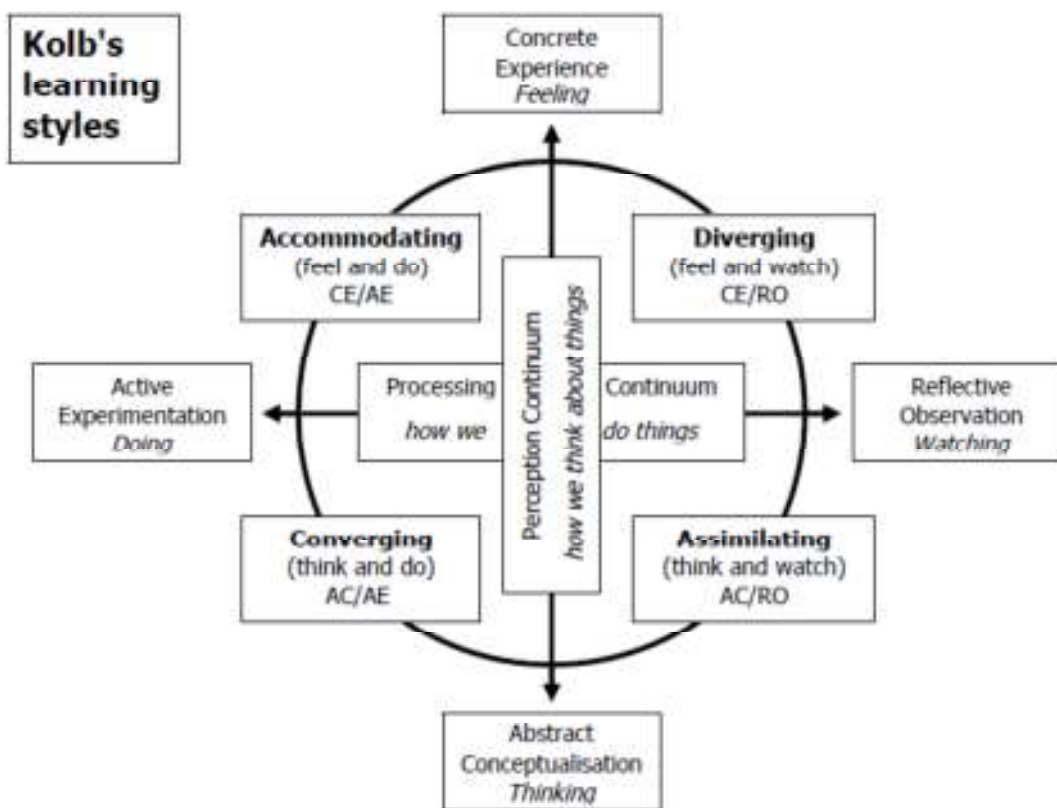 Kolb's
learning
styles
Concrete
Experience
Feeling
Accommodating
(feel and do)
CE/AE
Diverging
(feel and watch)
CE/RO
Active
Experimentation
Doing
Processing Continuum
how we do things
Perception Continuum
how we think about things
Reflective
Observation
Watching
Converging
(think and do)
AC/AE
Assimilating
(think and watch)
AC/RO
Abstract
Conceptualisation
Thinking